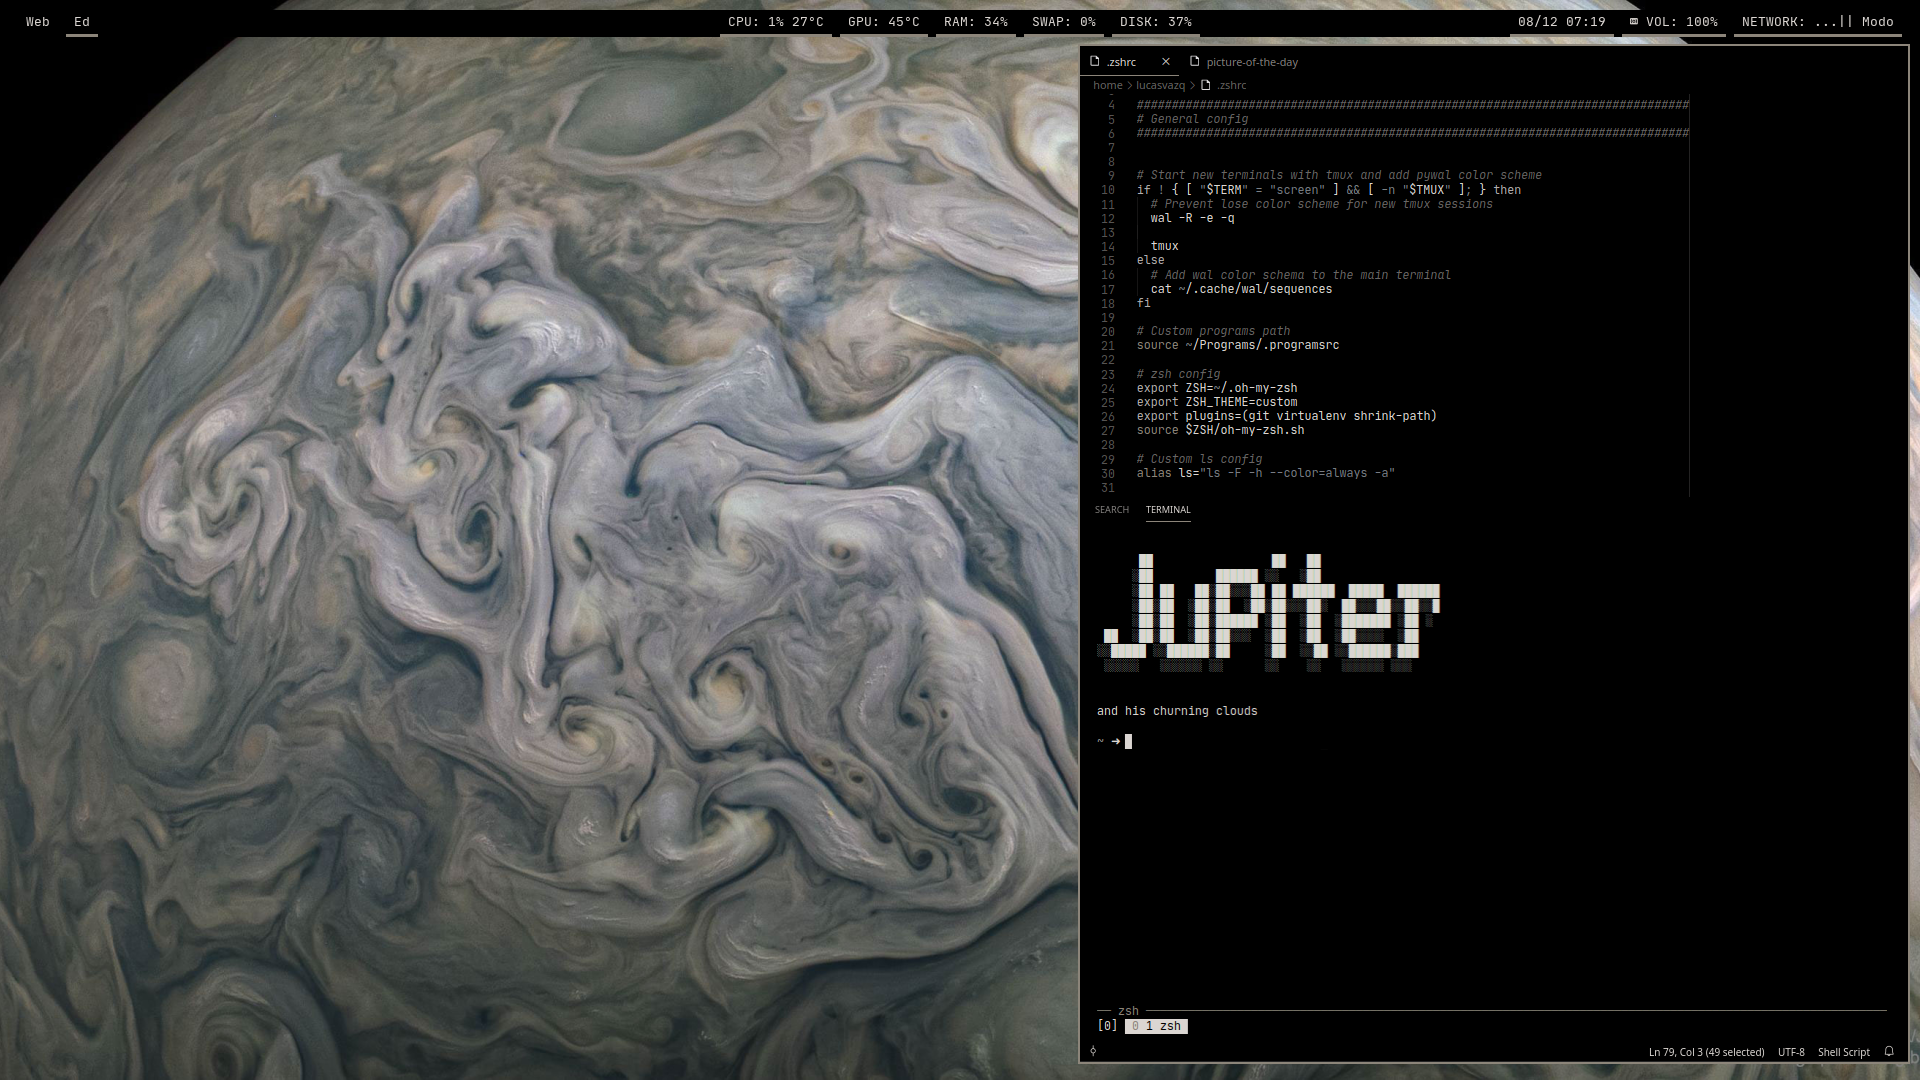 Web Ed CPU: 1% 27°C GPU: 45°C RAM: 34% SWAP: 0% DISK: 37% 08/12 07:19 VOL: 100% NETWORK: ...|| Modo
.zshrc × picture-of-the-day
home > lucasvazq > .zshrc
4 ###############################################################################
5 # General config
6 ###############################################################################
7
8
9 # Start new terminals with tmux and add pywal color scheme
10 if ! { [ "$TERM" = "screen" ] && [ -n "$TMUX" ]; } then
11 # Prevent lose color scheme for new tmux sessions
12 wal -R -e -q
13
14 tmux
15 else
16 # Add wal color schema to the main terminal
17 cat ~/.cache/wal/sequences
18 fi
19
20 # Custom programs path
21 source ~/Programs/.programsrc
22
23 # zsh config
24 export ZSH=~/.oh-my-zsh
25 export ZSH_THEME=custom
26 export plugins=(git virtualenv shrink-path)
27 source $ZSH/oh-my-zsh.sh
28
29 # Custom ls config
30 alias ls="ls -F -h --color=always -a"
31
SEARCH TERMINAL
Jupiter
and his churning clouds
~ ➜
zsh
[0] 0 1 zsh
Ln 79, Col 3 (49 selected) UTF-8 Shell Script